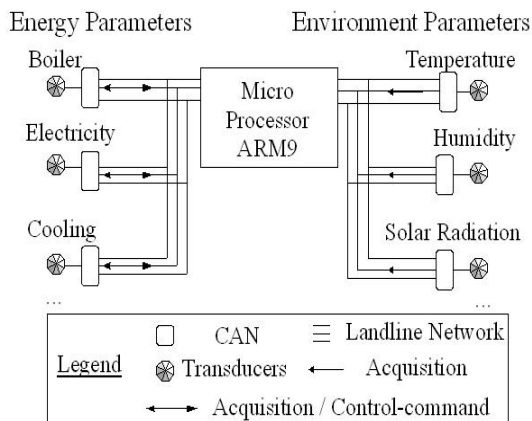 Energy Parameters
Environment Parameters
Boiler
Temperature
Micro
Processor
ARM9
Electricity
Humidity
Cooling
Solar Radiation
...
...
Legend
CAN
Landline Network
Transducers
Acquisition
Acquisition / Control-command